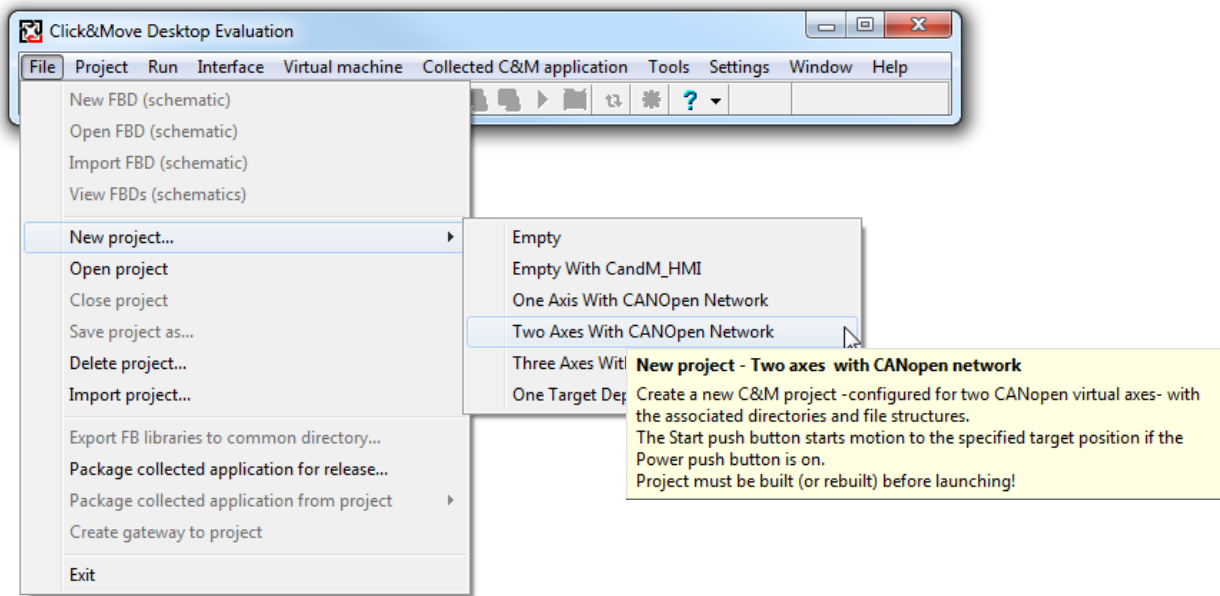 Click&Move Desktop Evaluation
File Project Run Interface Virtual machine Collected C&M application Tools Settings Window Help
New FBD (schematic)
Open FBD (schematic)
Import FBD (schematic)
View FBDs (schematics)
New project...
Open project
Close project
Save project as...
Delete project...
Import project...
Export FB libraries to common directory...
Package collected application for release...
Package collected application from project
Create gateway to project
Exit
Empty
Empty With CandM_HMI
One Axis With CANOpen Network
Two Axes With CANOpen Network
Three Axes With
One Target Dep
New project - Two axes with CANopen network
Create a new C&M project -configured for two CANopen virtual axes- with
the associated directories and file structures.
The Start push button starts motion to the specified target position if the
Power push button is on.
Project must be built (or rebuilt) before launching!